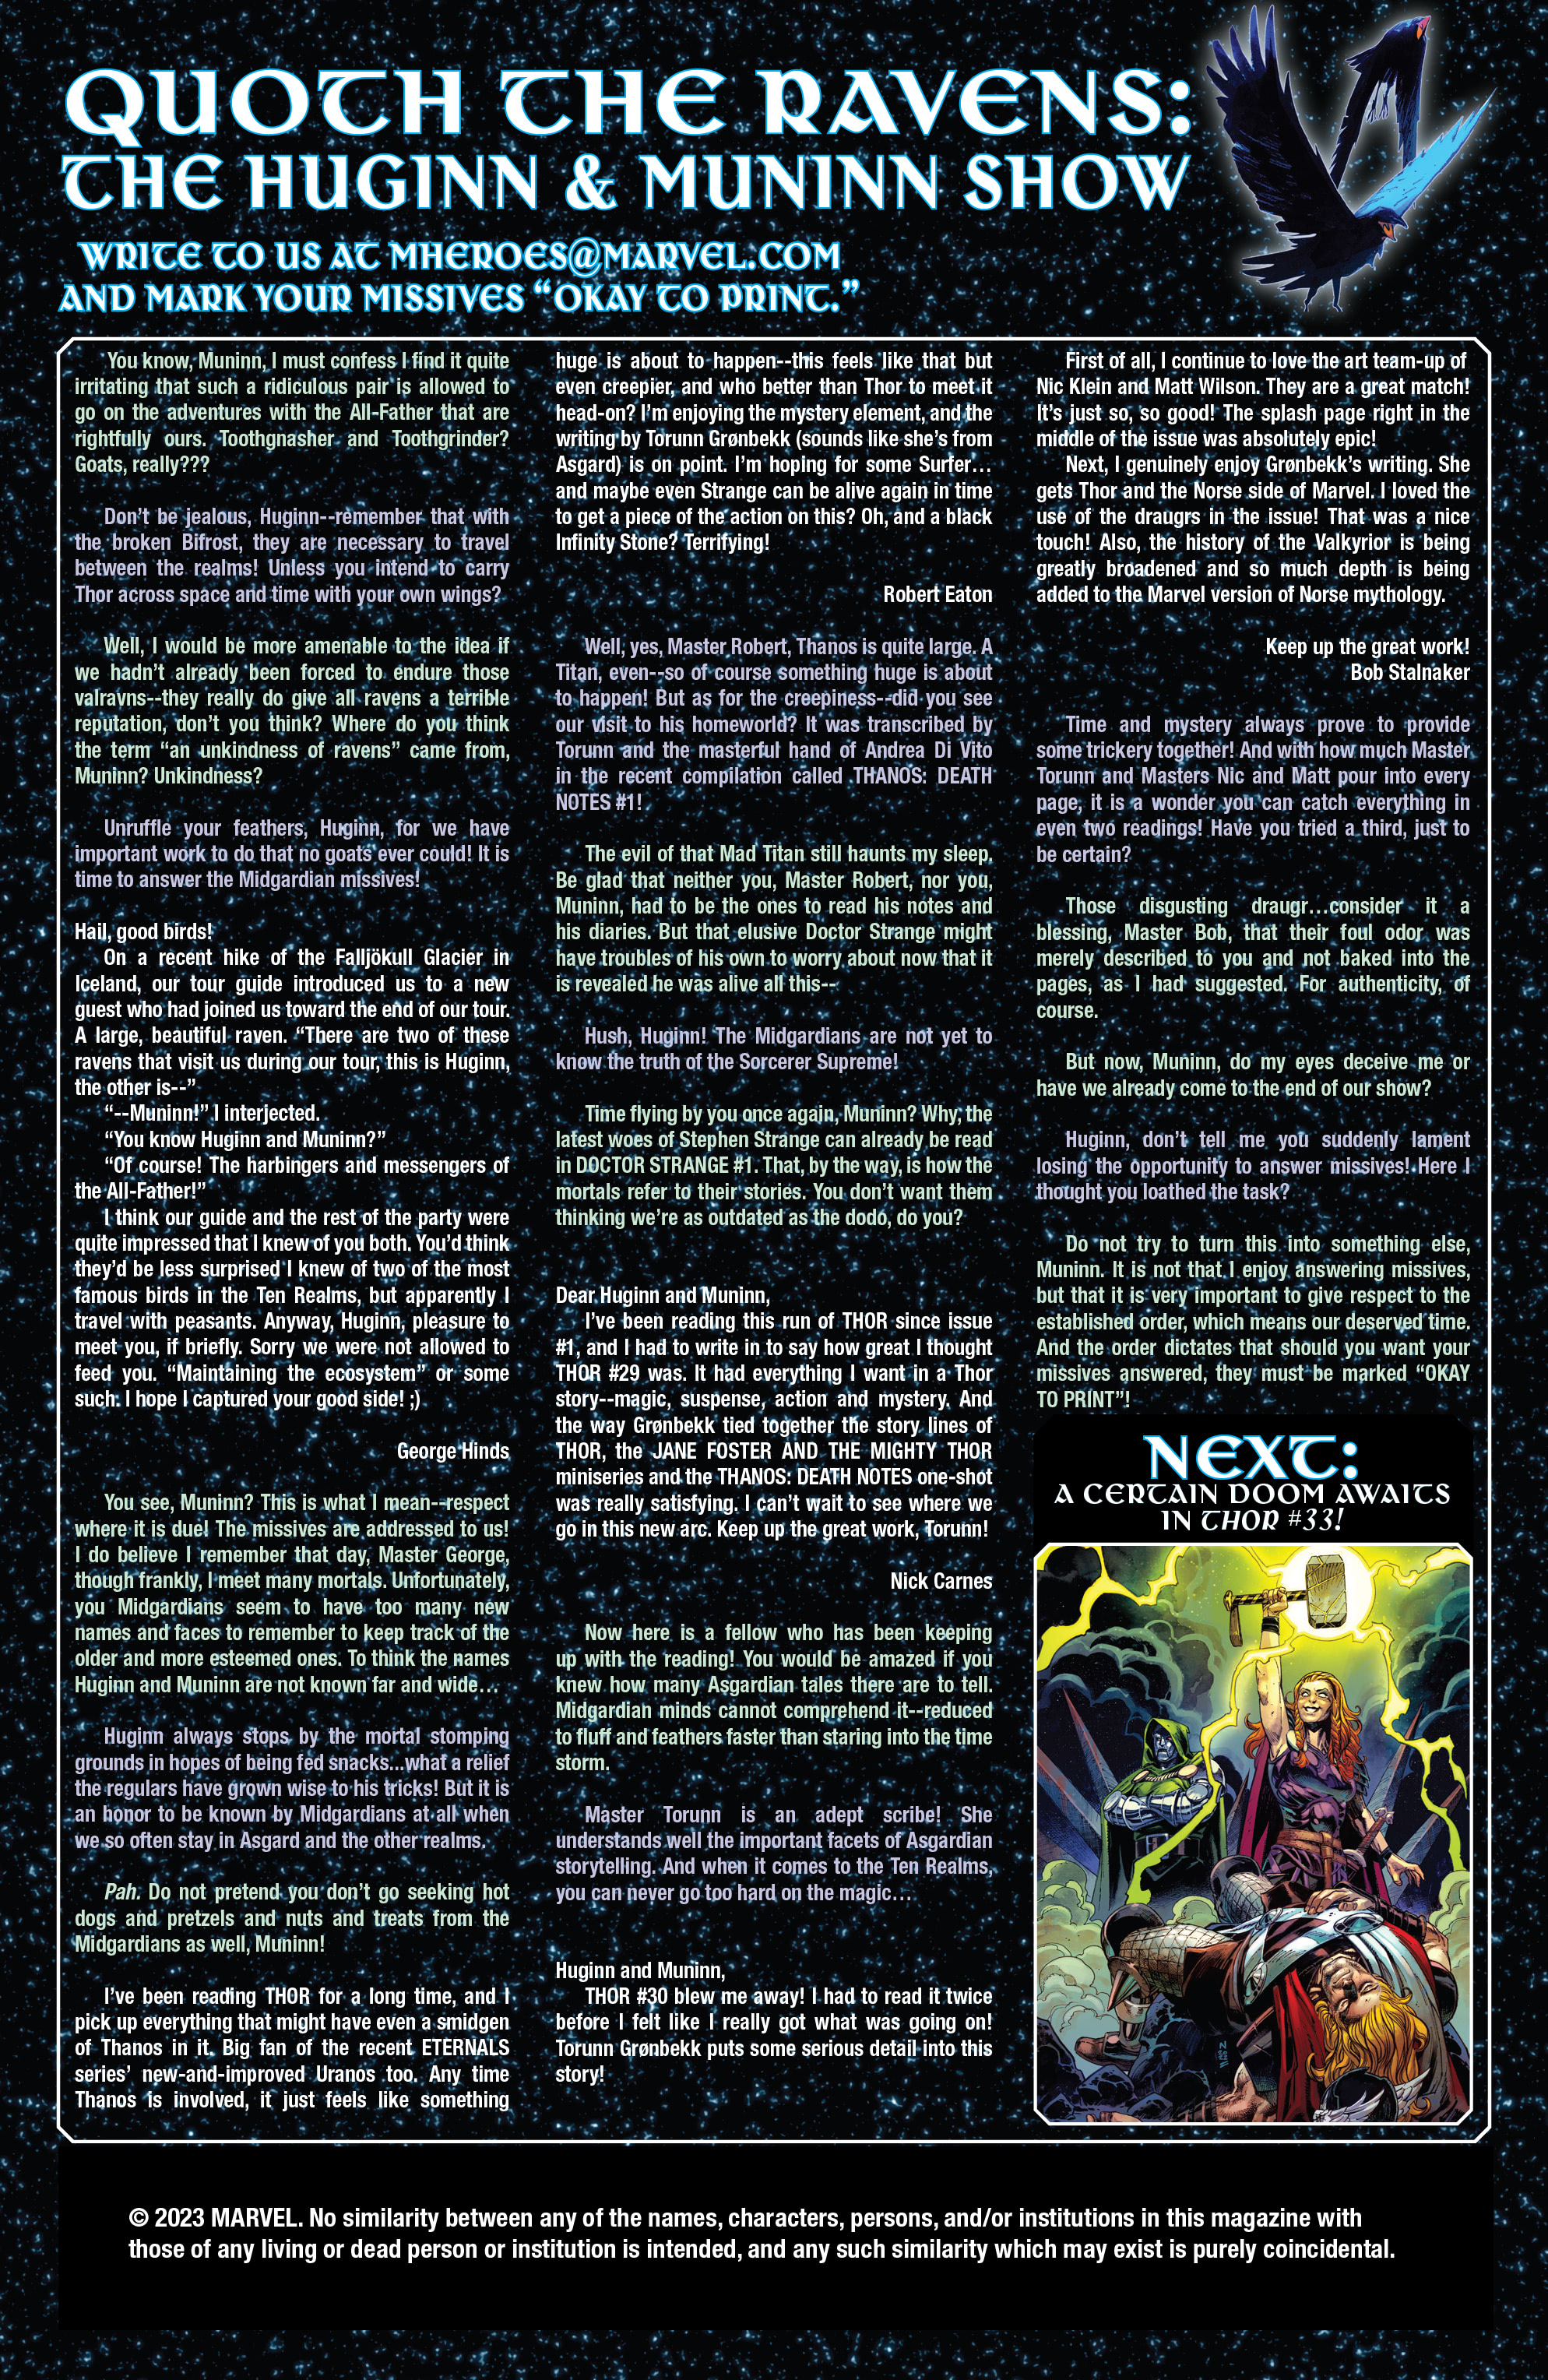 QUOTH THE RAVENS:
THE HUGINN & MUNINN SHOW
WRITE TO US AT MHEROES@MARVEL.COM
AND MARK YOUR MISSIVES “OKAY TO PRINT.”
You know, Muninn, I must confess I find it quite
irritating that such a ridiculous pair is allowed to
go on the adventures with the All-Father that are
rightfully ours. Toothgnasher and Toothgrinder?
Goats, really???
Don’t be jealous, Huginn--remember that with
the broken Bifrost, they are necessary to travel
between the realms! Unless you intend to carry
Thor across space and time with your own wings?
Well, I would be more amenable to the idea if
we hadn’t already been forced to endure those
valravns--they really do give all ravens a terrible
reputation, don’t you think? Where do you think
the term “an unkindness of ravens” came from,
Muninn? Unkindness?
Unruffle your feathers, Huginn, for we have
important work to do that no goats ever could! It is
time to answer the Midgardian missives!
Hail, good birds!
On a recent hike of the Falljökull Glacier in
Iceland, our tour guide introduced us to a new
guest who had joined us toward the end of our tour.
A large, beautiful raven. “There are two of these
ravens that visit us during our tour, this is Huginn,
the other is--”
“--Muninn!” I interjected.
“You know Huginn and Muninn?”
“Of course! The harbingers and messengers of
the All-Father!”
I think our guide and the rest of the party were
quite impressed that I knew of you both. You’d think
they’d be less surprised I knew of two of the most
famous birds in the Ten Realms, but apparently I
travel with peasants. Anyway, Huginn, pleasure to
meet you, if briefly. Sorry we were not allowed to
feed you. “Maintaining the ecosystem” or some
such. I hope I captured your good side! ;)
George Hinds
You see, Muninn? This is what I mean--respect
where it is due! The missives are addressed to us!
I do believe I remember that day, Master George,
though frankly, I meet many mortals. Unfortunately,
you Midgardians seem to have too many new
names and faces to remember to keep track of the
older and more esteemed ones. To think the names
Huginn and Muninn are not known far and wide…
Huginn always stops by the mortal stomping
grounds in hopes of being fed snacks...what a relief
the regulars have grown wise to his tricks! But it is
an honor to be known by Midgardians at all when
we so often stay in Asgard and the other realms.
Pah. Do not pretend you don’t go seeking hot
dogs and pretzels and nuts and treats from the
Midgardians as well, Muninn!
I’ve been reading THOR for a long time, and I
pick up everything that might have even a smidgen
of Thanos in it. Big fan of the recent ETERNALS
series’ new-and-improved Uranos too. Any time
Thanos is involved, it just feels like something
huge is about to happen--this feels like that but
even creepier, and who better than Thor to meet it
head-on? I’m enjoying the mystery element, and the
writing by Torunn Grønbekk (sounds like she’s from
Asgard) is on point. I’m hoping for some Surfer…
and maybe even Strange can be alive again in time
to get a piece of the action on this? Oh, and a black
Infinity Stone? Terrifying!
Robert Eaton
Well, yes, Master Robert, Thanos is quite large. A
Titan, even--so of course something huge is about
to happen! But as for the creepiness--did you see
our visit to his homeworld? It was transcribed by
Torunn and the masterful hand of Andrea Di Vito
in the recent compilation called THANOS: DEATH
NOTES #1!
The evil of that Mad Titan still haunts my sleep.
Be glad that neither you, Master Robert, nor you,
Muninn, had to be the ones to read his notes and
his diaries. But that elusive Doctor Strange might
have troubles of his own to worry about now that it
is revealed he was alive all this--
Hush, Huginn! The Midgardians are not yet to
know the truth of the Sorcerer Supreme!
Time flying by you once again, Muninn? Why, the
latest woes of Stephen Strange can already be read
in DOCTOR STRANGE #1. That, by the way, is how the
mortals refer to their stories. You don’t want them
thinking we’re as outdated as the dodo, do you?
Dear Huginn and Muninn,
I’ve been reading this run of THOR since issue
#1, and I had to write in to say how great I thought
THOR #29 was. It had everything I want in a Thor
story--magic, suspense, action and mystery. And
the way Grønbekk tied together the story lines of
THOR, the JANE FOSTER AND THE MIGHTY THOR
miniseries and the THANOS: DEATH NOTES one-shot
was really satisfying. I can’t wait to see where we
go in this new arc. Keep up the great work, Torunn!
Nick Carnes
Now here is a fellow who has been keeping
up with the reading! You would be amazed if you
knew how many Asgardian tales there are to tell.
Midgardian minds cannot comprehend it--reduced
to fluff and feathers faster than staring into the time
storm.
Master Torunn is an adept scribe! She
understands well the important facets of Asgardian
storytelling. And when it comes to the Ten Realms,
you can never go too hard on the magic…
Huginn and Muninn,
THOR #30 blew me away! I had to read it twice
before I felt like I really got what was going on!
Torunn Grønbekk puts some serious detail into this
story!
First of all, I continue to love the art team-up of
Nic Klein and Matt Wilson. They are a great match!
It’s just so, so good! The splash page right in the
middle of the issue was absolutely epic!
Next, I genuinely enjoy Grønbekk’s writing. She
gets Thor and the Norse side of Marvel. I loved the
use of the draugrs in the issue! That was a nice
touch! Also, the history of the Valkyrior is being
greatly broadened and so much depth is being
added to the Marvel version of Norse mythology.
Keep up the great work!
Bob Stalnaker
Time and mystery always prove to provide
some trickery together! And with how much Master
Torunn and Masters Nic and Matt pour into every
page, it is a wonder you can catch everything in
even two readings! Have you tried a third, just to
be certain?
Those disgusting draugr…consider it a
blessing, Master Bob, that their foul odor was
merely described to you and not baked into the
pages, as I had suggested. For authenticity, of
course.
But now, Muninn, do my eyes deceive me or
have we already come to the end of our show?
Huginn, don’t tell me you suddenly lament
losing the opportunity to answer missives! Here I
thought you loathed the task?
Do not try to turn this into something else,
Muninn. It is not that I enjoy answering missives,
but that it is very important to give respect to the
established order, which means our deserved time.
And the order dictates that should you want your
missives answered, they must be marked “OKAY
TO PRINT”!
NEXT:
A CERTAIN DOOM AWAITS
IN THOR #33!
© 2023 MARVEL. No similarity between any of the names, characters, persons, and/or institutions in this magazine with
those of any living or dead person or institution is intended, and any such similarity which may exist is purely coincidental.